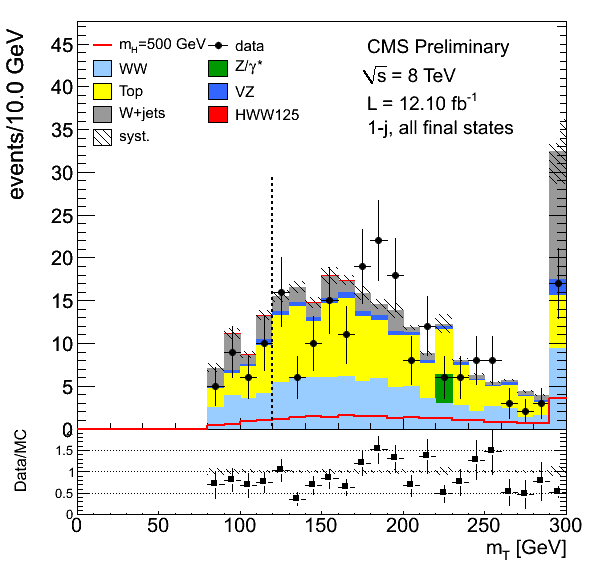 events/10.0 GeV
45
40
35
30
25
20
15
10
5
0
m_H=500 GeV
data
WW
Z/γ*
Top
VZ
W+jets
HWW125
syst.
CMS Preliminary
√s = 8 TeV
L = 12.10 fb⁻¹
1-j, all final states
Data/MC
1.5
1
0.5
0
0
50
100
150
200
250
300
m_T [GeV]